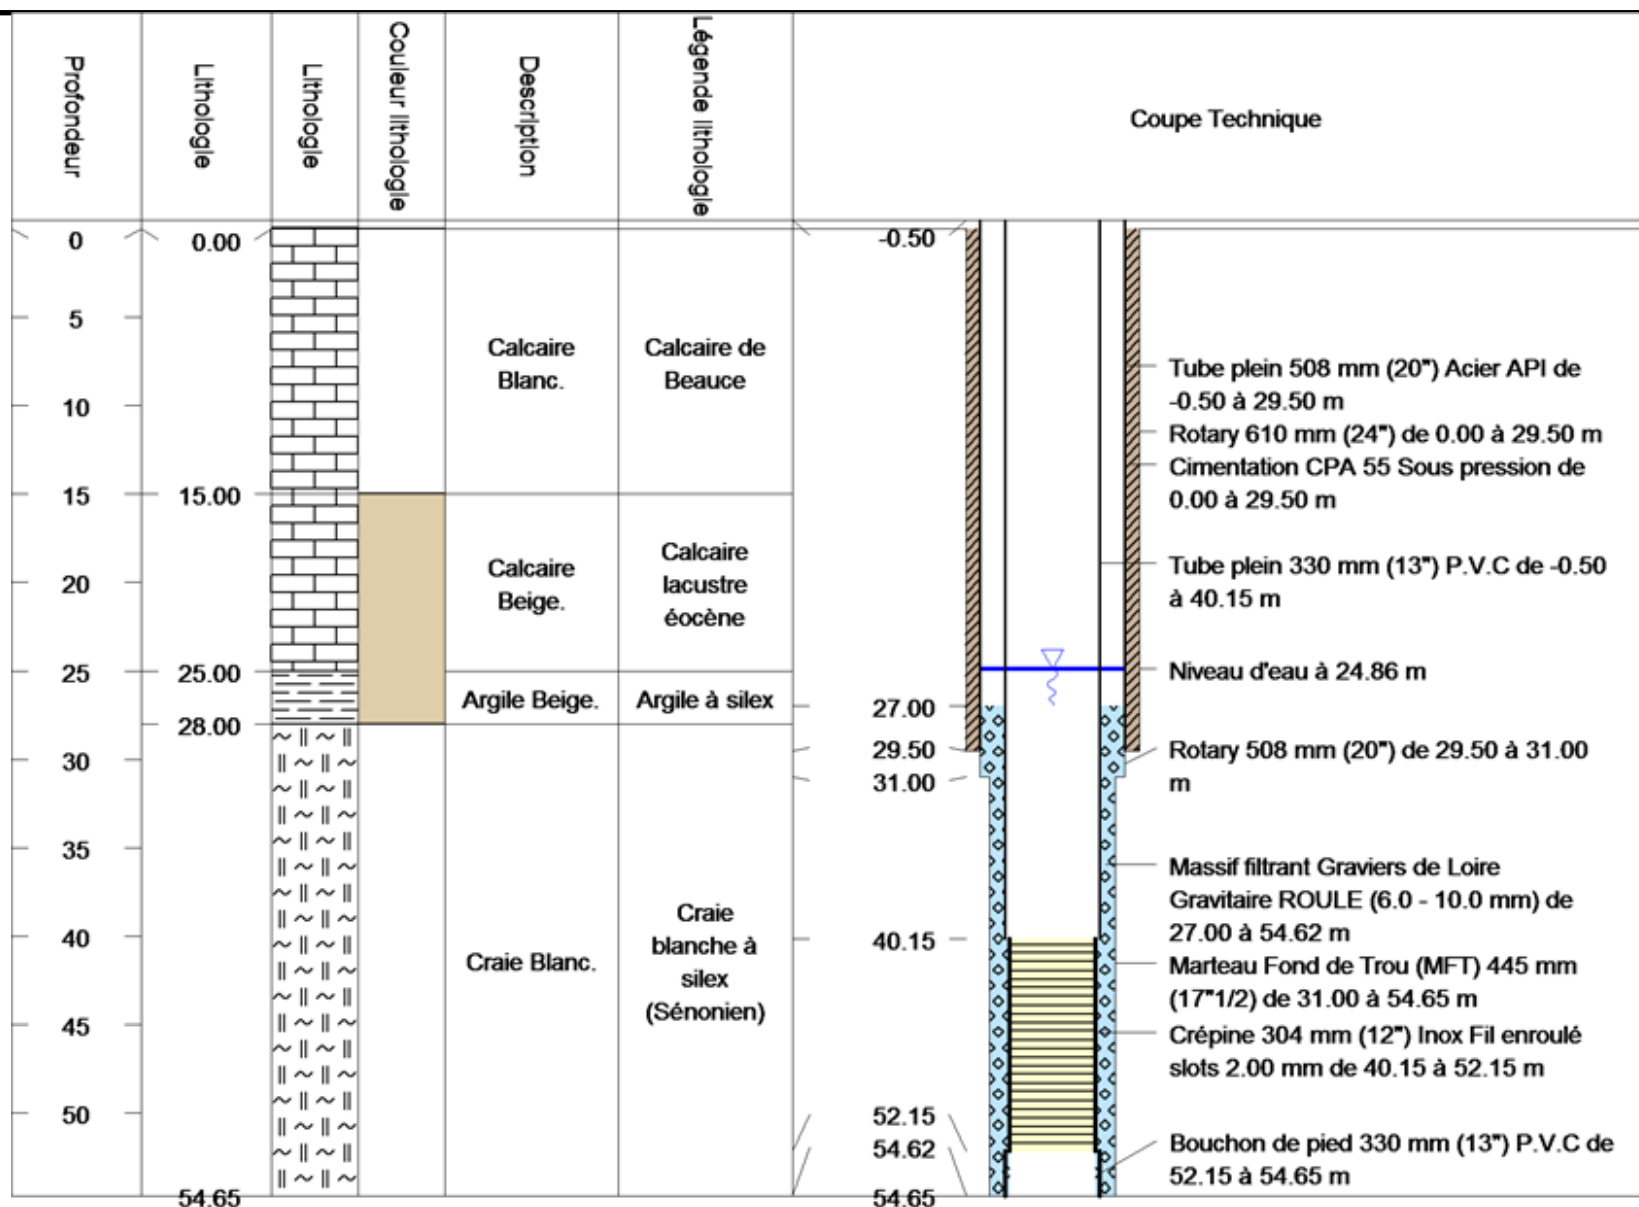 Profondeur
Lithologie
Lithologie
Couleur lithologie
Description
Légende lithologie
Coupe Technique
0
0.00
-0.50
5
Calcaire
Blanc.
Calcaire de
Beauce
Tube plein 508 mm (20") Acier API de
-0.50 à 29.50 m
10
Rotary 610 mm (24") de 0.00 à 29.50 m
Cimentation CPA 55 Sous pression de
0.00 à 29.50 m
15
15.00
Calcaire
Beige.
Calcaire
lacustre
éocène
20
Tube plein 330 mm (13") P.V.C de -0.50
à 40.15 m
25
25.00
Niveau d'eau à 24.86 m
Argile Beige.
Argile à silex
27.00
28.00
29.50
30
31.00
Rotary 508 mm (20") de 29.50 à 31.00
m
35
Massif filtrant Graviers de Loire
Gravitaire ROULE (6.0 - 10.0 mm) de
27.00 à 54.62 m
40
40.15
Craie Blanc.
Craie
blanche à
silex
(Sénonien)
Marteau Fond de Trou (MFT) 445 mm
(17"1/2) de 31.00 à 54.65 m
45
Crépine 304 mm (12") Inox Fil enroulé
slots 2.00 mm de 40.15 à 52.15 m
50
52.15
54.62
Bouchon de pied 330 mm (13") P.V.C de
52.15 à 54.65 m
54.65
54.65